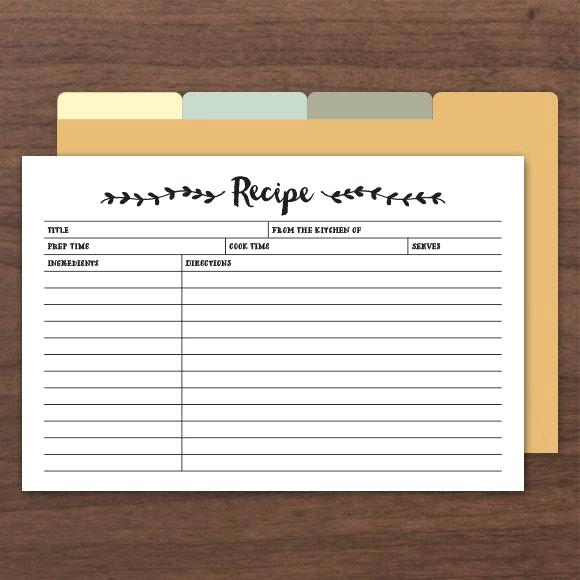 Recipe
TITLE FROM THE KITCHEN OF
PREP TIME COOK TIME SERVES
INGREDIENTS DIRECTIONS